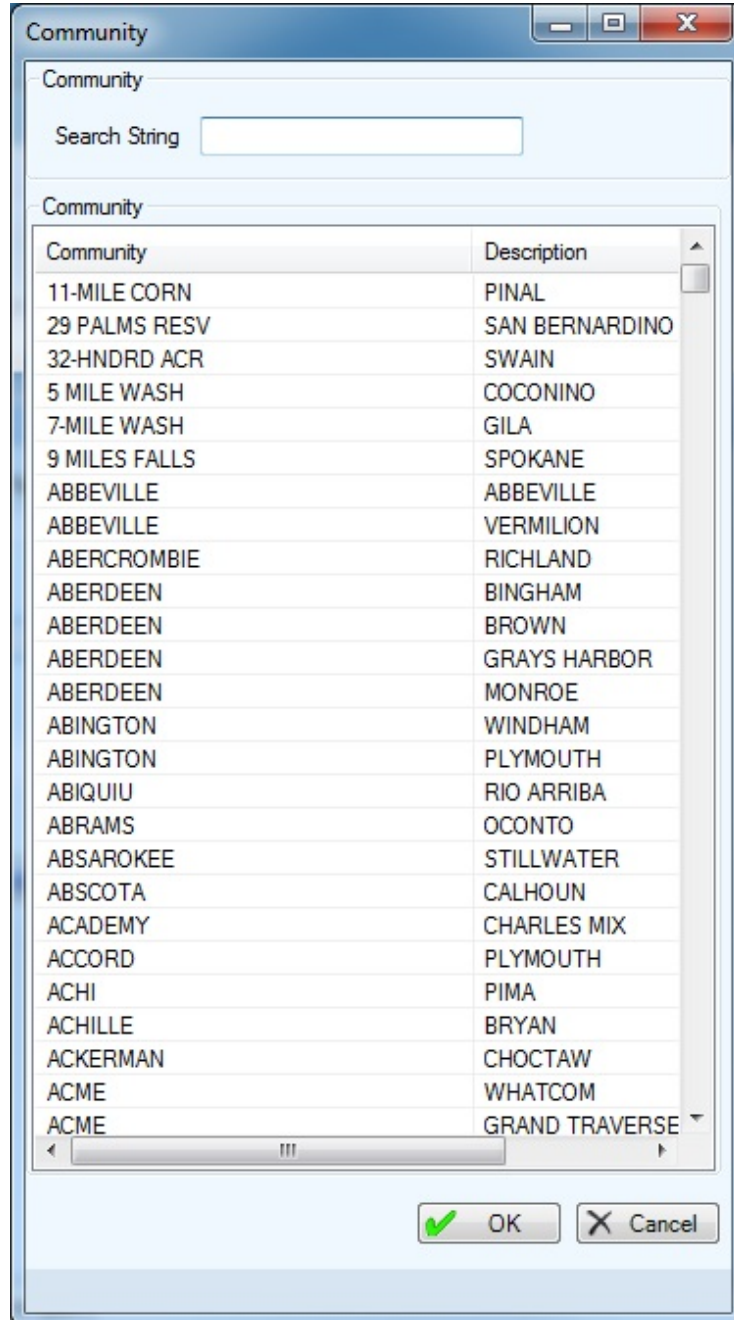 Community
Community
Search String
Community
Community Description
11-MILE CORN PINAL
29 PALMS RESV SAN BERNARDINO
32-HNDRD ACR SWAIN
5 MILE WASH COCONINO
7-MILE WASH GILA
9 MILES FALLS SPOKANE
ABBEVILLE ABBEVILLE
ABBEVILLE VERMILION
ABERCROMBIE RICHLAND
ABERDEEN BINGHAM
ABERDEEN BROWN
ABERDEEN GRAYS HARBOR
ABERDEEN MONROE
ABINGTON WINDHAM
ABINGTON PLYMOUTH
ABIQUIU RIO ARRIBA
ABRAMS OCONTO
ABSAROKEE STILLWATER
ABSCOTA CALHOUN
ACADEMY CHARLES MIX
ACCORD PLYMOUTH
ACHI PIMA
ACHILLE BRYAN
ACKERMAN CHOCTAW
ACME WHATCOM
ACME GRAND TRAVERSE
OK Cancel